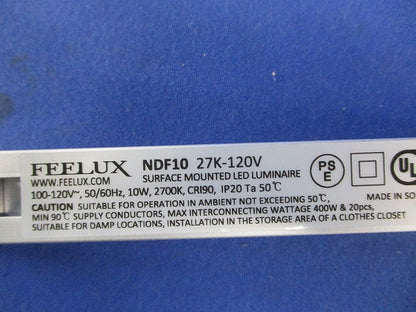 FEELUX NDF10 27K-120V
WWW.FEELUX.COM SURFACE MOUNTED LED LUMINAIRE
100-120V~, 50/60Hz, 10W, 2700K, CRI90, IP20 Ta 50℃
CAUTION SUITABLE FOR OPERATION IN AMBIENT NOT EXCEEDING 50℃,
MIN 90℃ SUPPLY CONDUCTORS, MAX INTERCONNECTING WATTAGE 400W & 20pcs,
SUITABLE FOR DAMP LOCATIONS, INSTALLATION IN THE STORAGE AREA OF A CLOTHES CLOSET
PS
E
UL
MADE IN